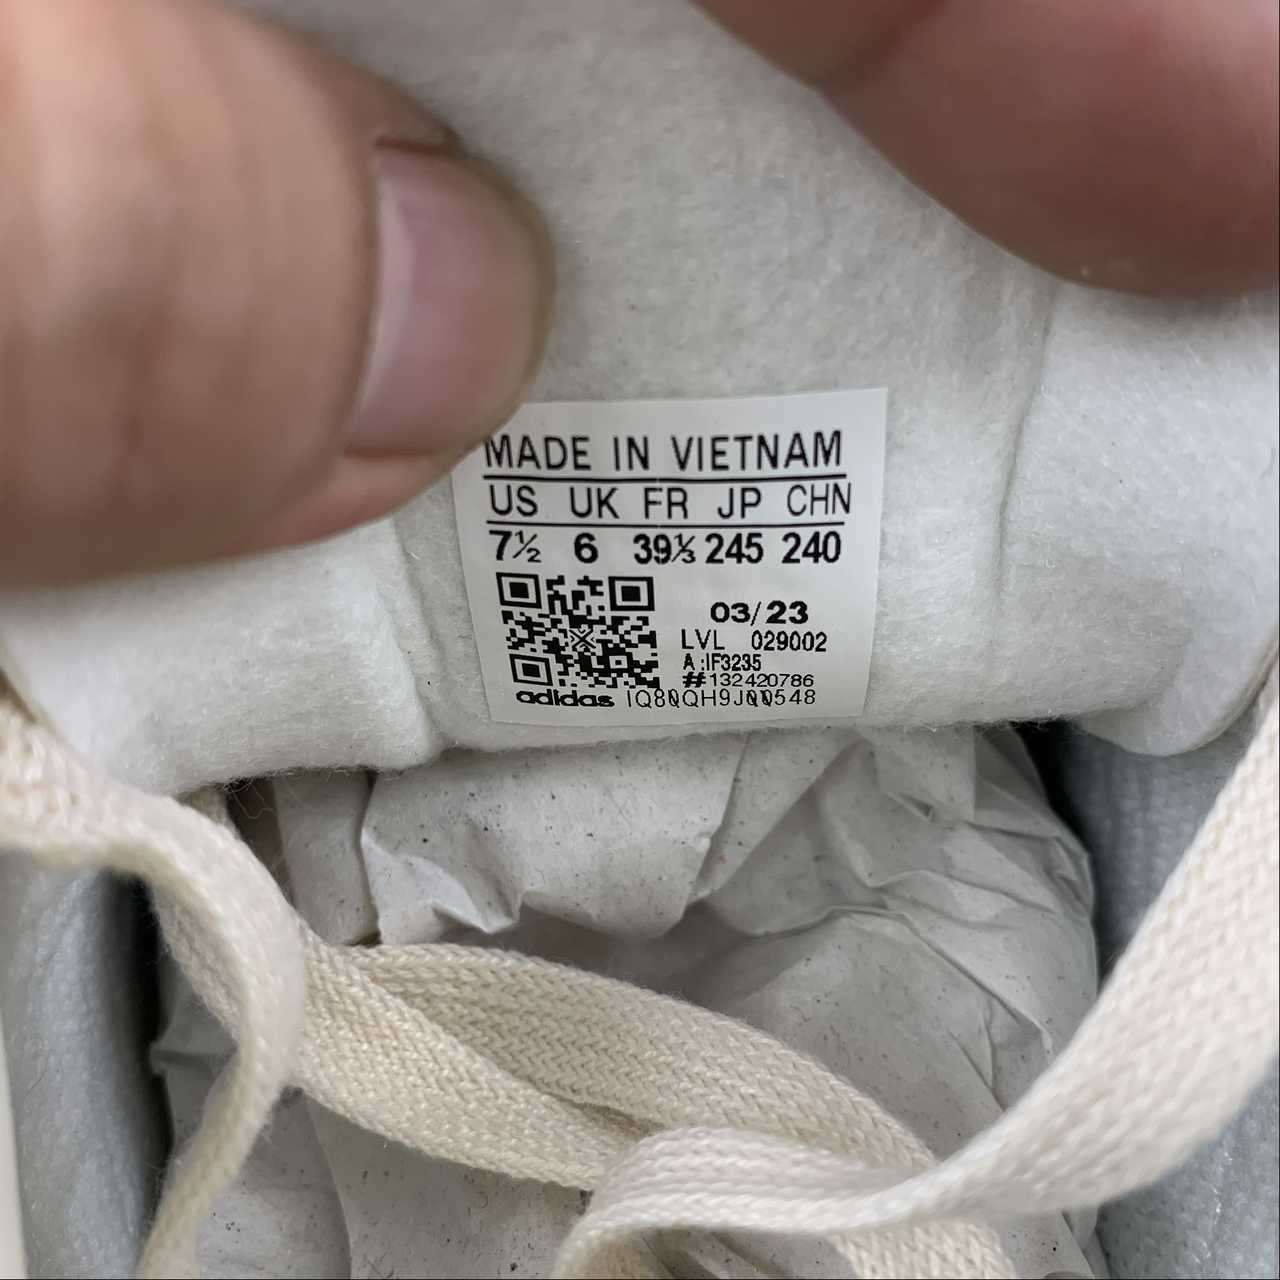 MADE IN VIETNAM
US UK FR JP CHN
7½ 6 39⅓ 245 240
03/23
LVL 029002
A:IF3235
#132420786
adidas IQ80QH9J00548